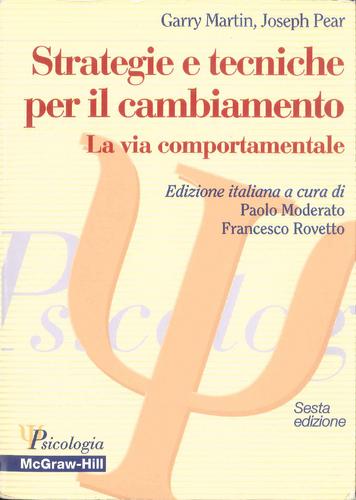 Garry Martin, Joseph Pear
Strategie e tecniche
per il cambiamento
La via comportamentale
Edizione italiana a cura di
Paolo Moderato
Francesco Rovetto
Psicolog
Sesta
edizione
Ψ Psicologia
McGraw-Hill